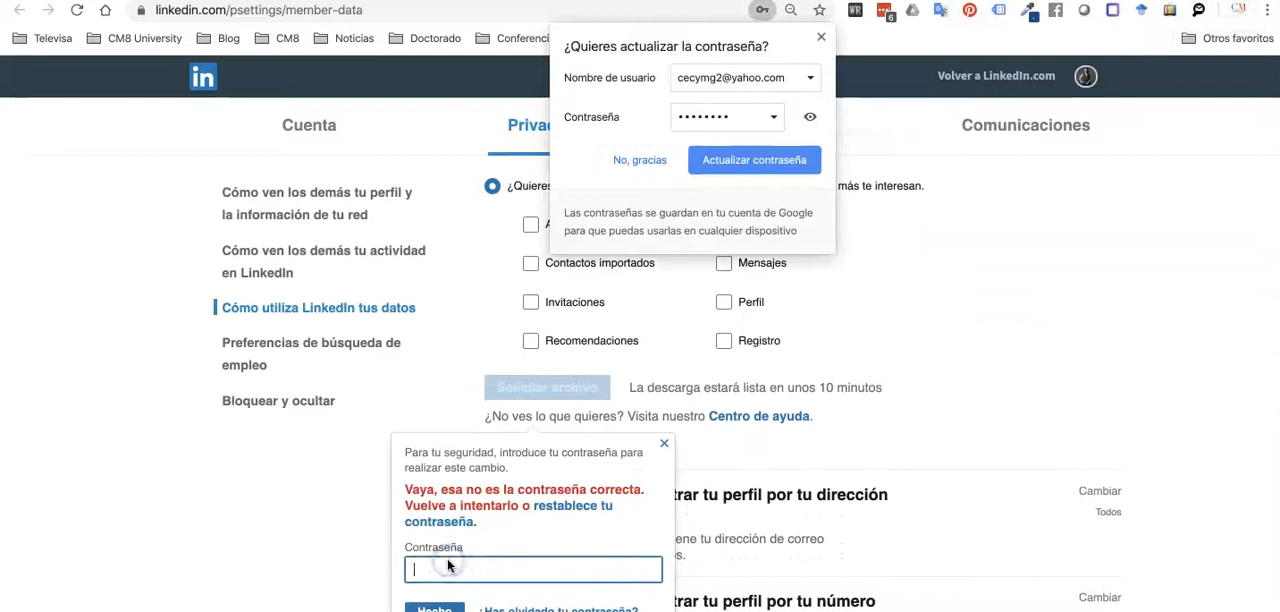 linkedin.com/psettings/member-data
WR
6
CM
Televisa
CM8 University
Blog
CM8
Noticias
Doctorado
Conferenci
Otros favoritos
in
Volver a LinkedIn.com
Cuenta
Privac
Comunicaciones
¿Quieres actualizar la contraseña?
Nombre de usuario
cecymg2@yahoo.com
Contraseña
••••••••
No, gracias
Actualizar contraseña
Las contraseñas se guardan en tu cuenta de Google
para que puedas usarlas en cualquier dispositivo
Cómo ven los demás tu perfil y
la información de tu red
Cómo ven los demás tu actividad
en LinkedIn
Cómo utiliza LinkedIn tus datos
Preferencias de búsqueda de
empleo
Bloquear y ocultar
¿Quieres
más te interesan.
Contactos importados
Mensajes
Invitaciones
Perfil
Recomendaciones
Registro
Solicitar archivo
La descarga estará lista en unos 10 minutos
¿No ves lo que quieres? Visita nuestro Centro de ayuda.
Para tu seguridad, introduce tu contraseña para
realizar este cambio.
Vaya, esa no es la contraseña correcta.
Vuelve a intentarlo o restablece tu
contraseña.
Contraseña
Hecho
¿Has olvidado tu contraseña?
trar tu perfil por tu dirección
Cambiar
Todos
ene tu dirección de correo
s.
trar tu perfil por tu número
Cambiar